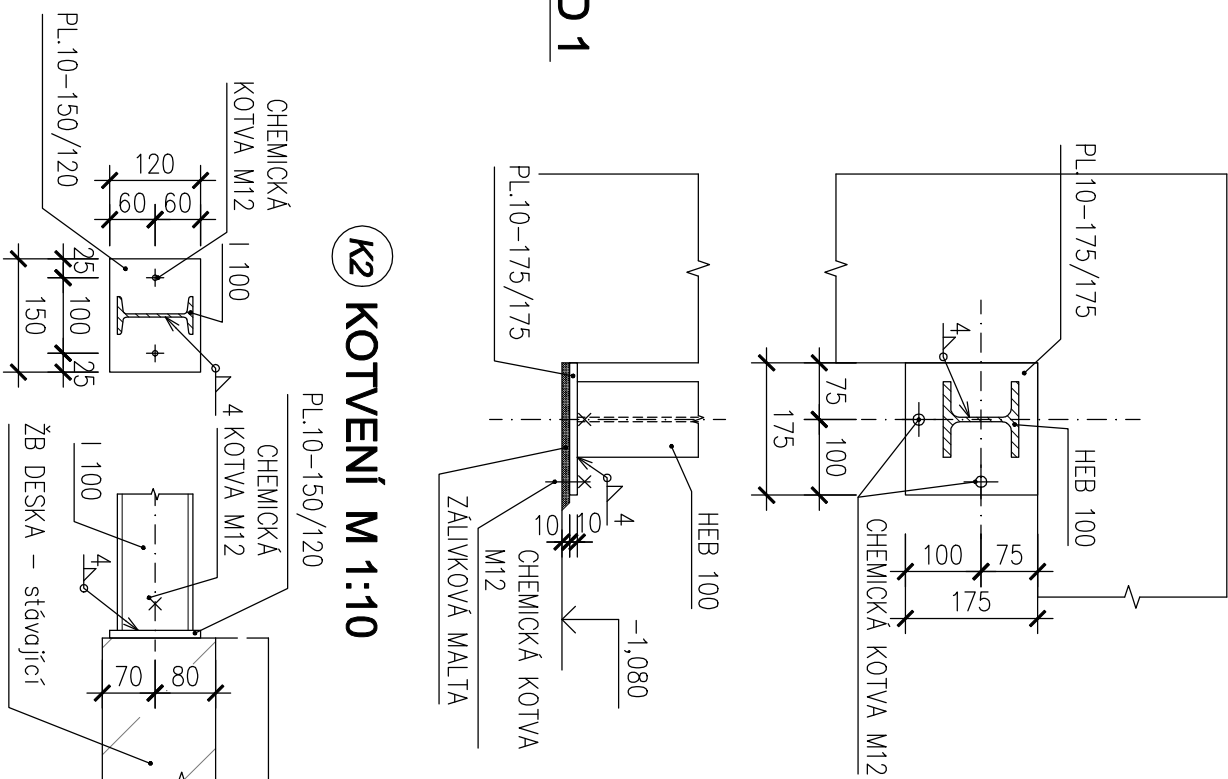 D 1
PL.10-175/175
HEB 100
CHEMICKÁ KOTVA M12
4
75
100
175
100
75
175
PL.10-175/175
HEB 100
4
10
10
CHEMICKÁ KOTVA
M12
ZÁLIVKOVÁ MALTA
-1,080
K2 KOTVENÍ M 1:10
CHEMICKÁ
KOTVA M12
PL.10-150/120
120
60
60
I 100
25
100
25
150
4
PL.10-150/120
CHEMICKÁ
KOTVA M12
I 100
4
70
80
ŽB DESKA - stávající